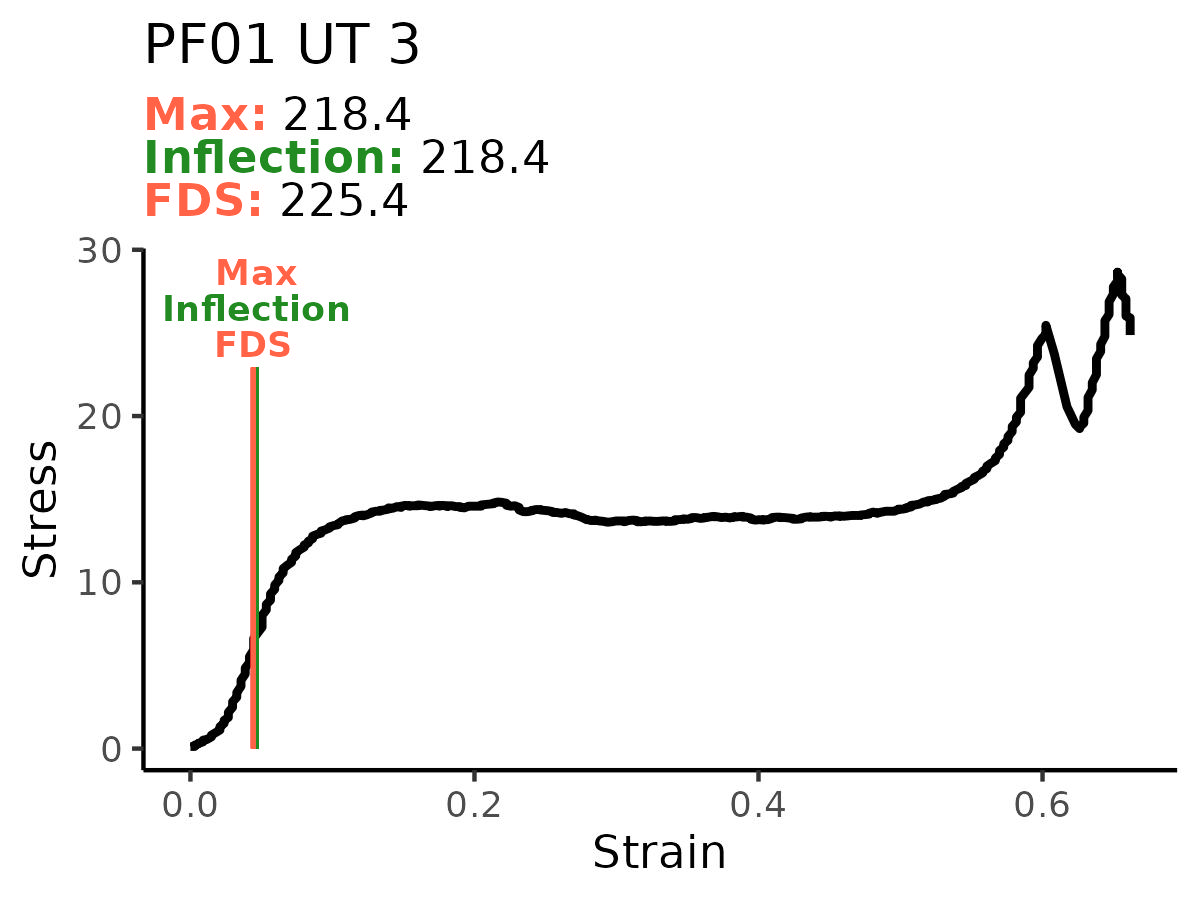 PF01 UT 3
Max: 218.4
Inflection: 218.4
FDS: 225.4
30
Max
Inflection
FDS
20
10
0
Stress
0.0 0.2 0.4 0.6
Strain